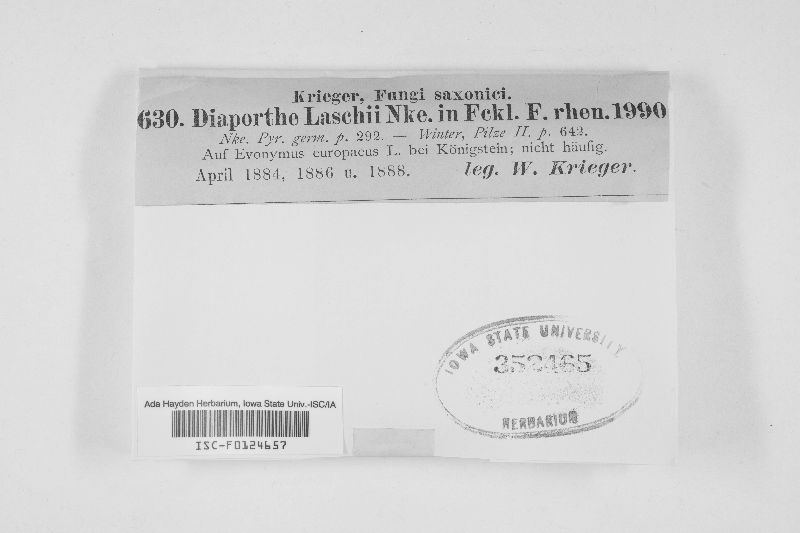 Krieger, Fungi saxonici.
630. Diaporthe Laschii Nke. in Fckl. F. rhen. 1990
Nke. Pyr. germ. p. 292. — Winter, Pilze II. p. 642.
Auf Evonymus europaeus L. bei Königstein; nicht häufig.
April 1884, 1886 u. 1888. leg. W. Krieger.
IOWA STATE UNIVERSITY
352465
HERBARIUM
Ada Hayden Herbarium, Iowa State Univ.-ISC/IA
ISC-F0124657